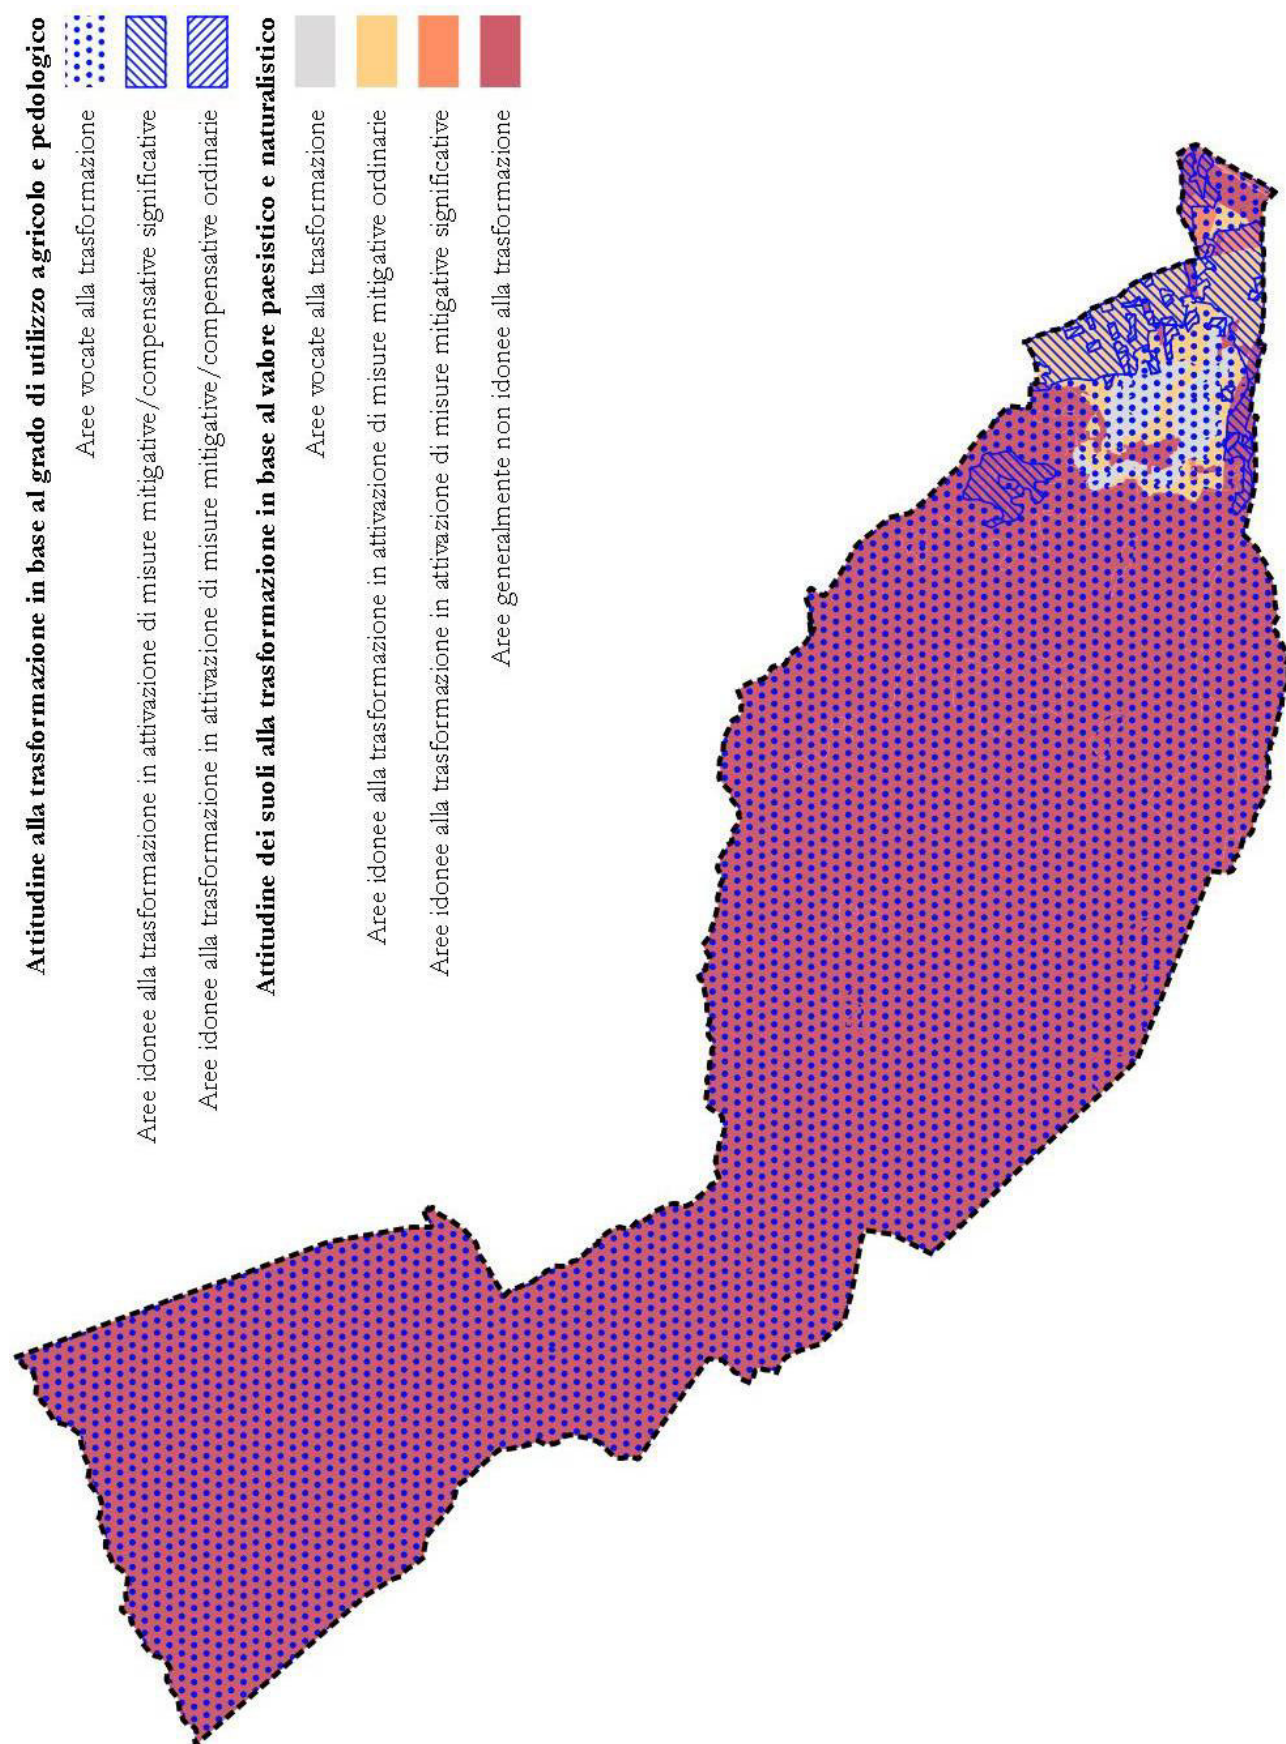 Attitudine alla trasformazione in base al grado di utilizzo agricolo e pedologico
Aree vocate alla trasformazione
Aree idonee alla trasformazione in attivazione di misure mitigative/compensative significative
Aree idonee alla trasformazione in attivazione di misure mitigative/compensative ordinarie
Attitudine dei suoli alla trasformazione in base al valore paesistico e naturalistico
Aree vocate alla trasformazione
Aree idonee alla trasformazione in attivazione di misure mitigative ordinarie
Aree idonee alla trasformazione in attivazione di misure mitigative significative
Aree generalmente non idonee alla trasformazione